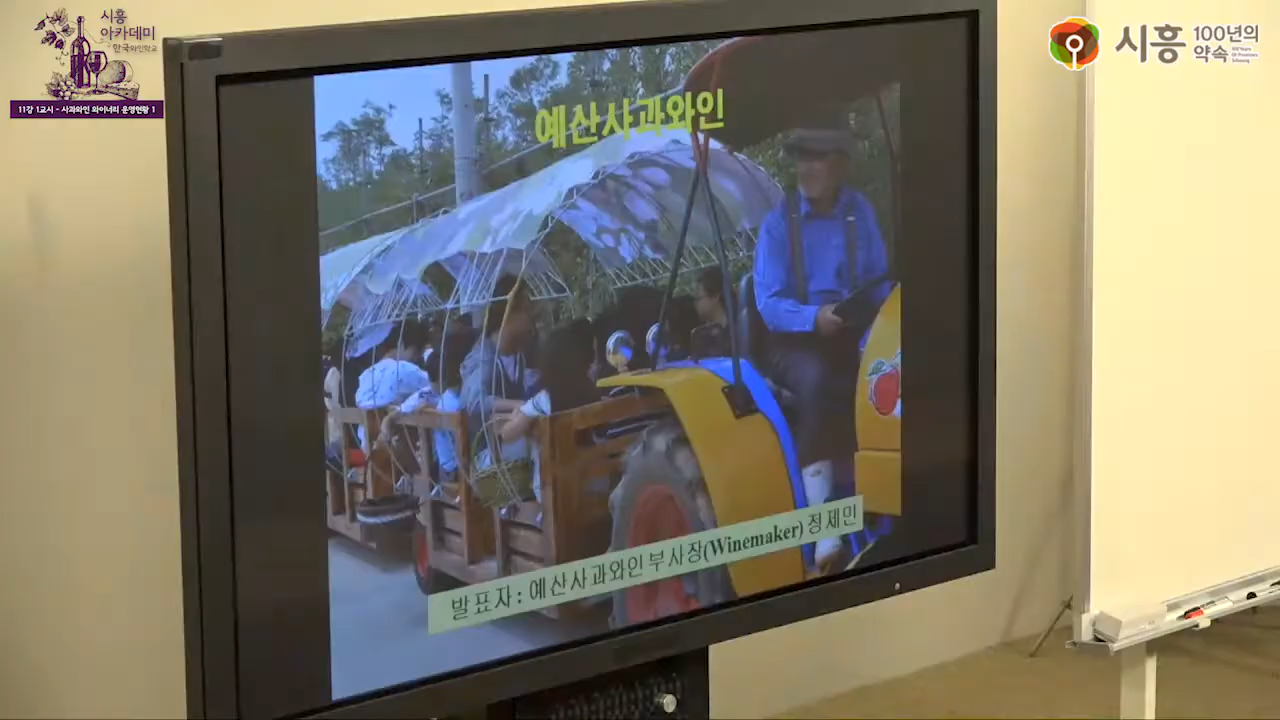 시흥
아카데미
한국와인학교
11강 1교시 - 사과와인 와이너리 운영현황 1
시흥 100년의
약속
예산사과와인
발표자 : 예산사과와인 부사장(Winemaker) 정제민